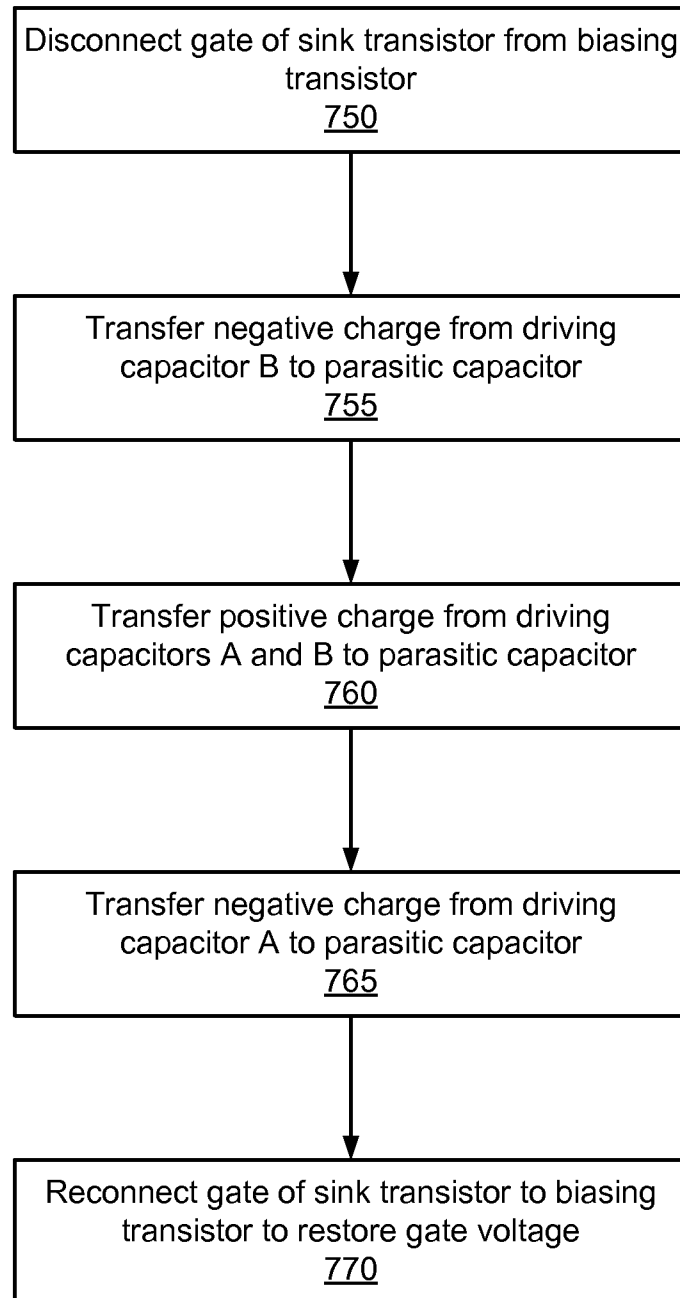 Disconnect gate of sink transistor from biasing
transistor
750
Transfer negative charge from driving
capacitor B to parasitic capacitor
755
Transfer positive charge from driving
capacitors A and B to parasitic capacitor
760
Transfer negative charge from driving
capacitor A to parasitic capacitor
765
Reconnect gate of sink transistor to biasing
transistor to restore gate voltage
770